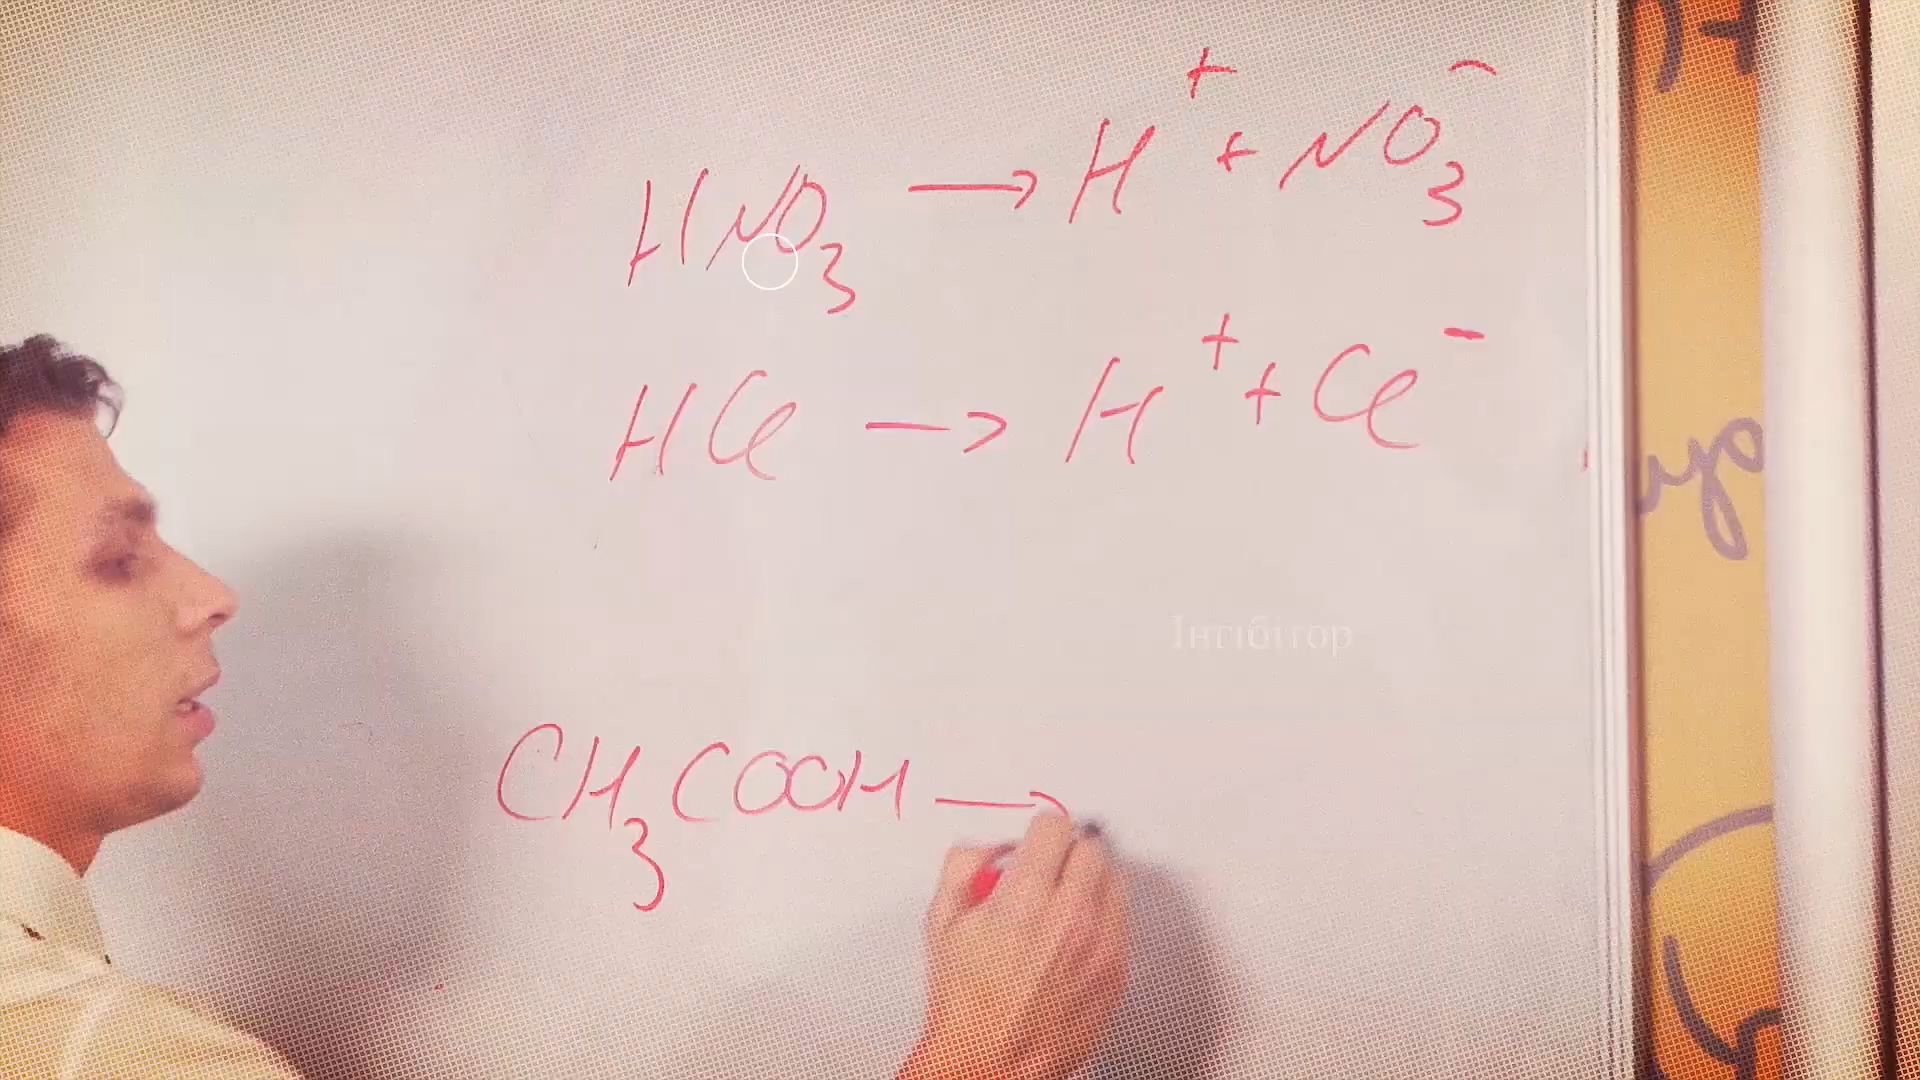 HNO₃ → H⁺ + NO₃⁻
HCl → H⁺ + Cl⁻
Інгібітор
CH₃COOH →